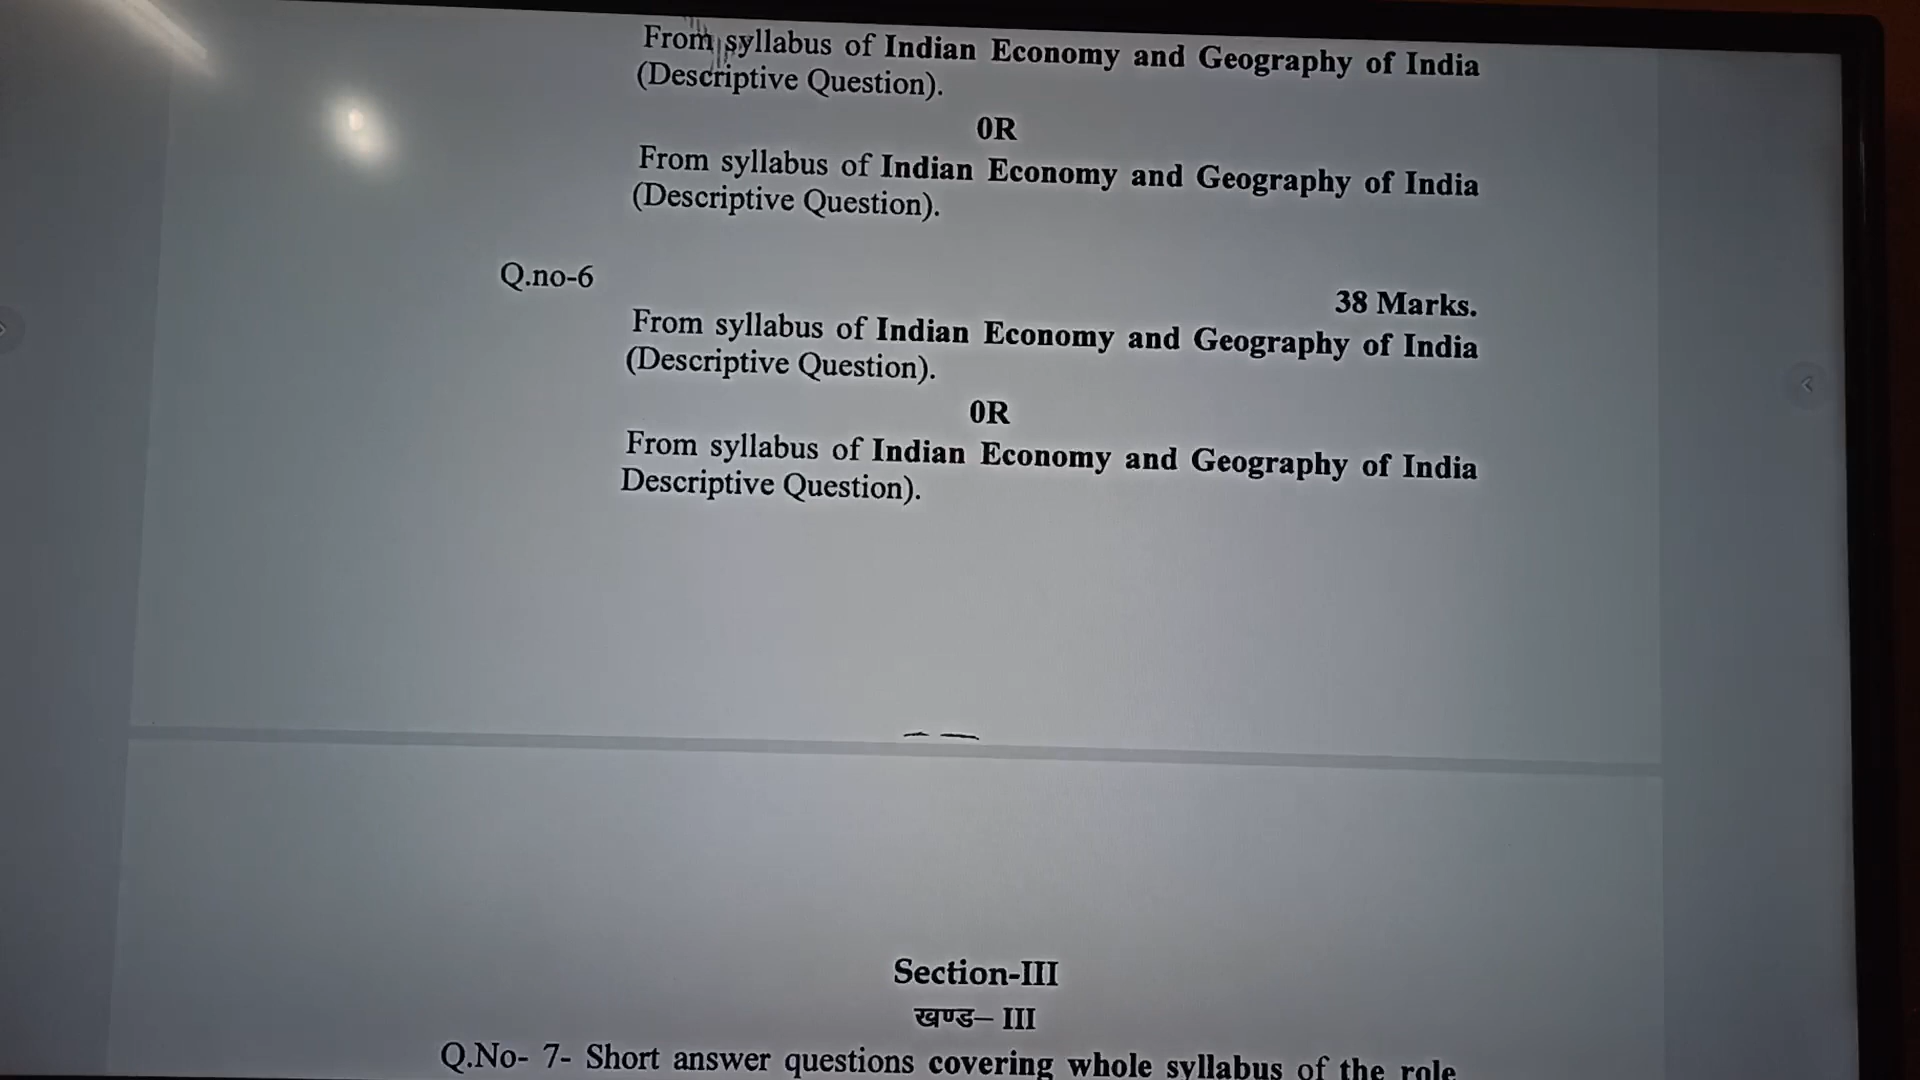 From syllabus of Indian Economy and Geography of India
(Descriptive Question).
0R
From syllabus of Indian Economy and Geography of India
(Descriptive Question).
Q.no-6
38 Marks.
From syllabus of Indian Economy and Geography of India
(Descriptive Question).
0R
From syllabus of Indian Economy and Geography of India
Descriptive Question).
Section-III
खण्ड– III
Q.No- 7- Short answer questions covering whole syllabus of the role